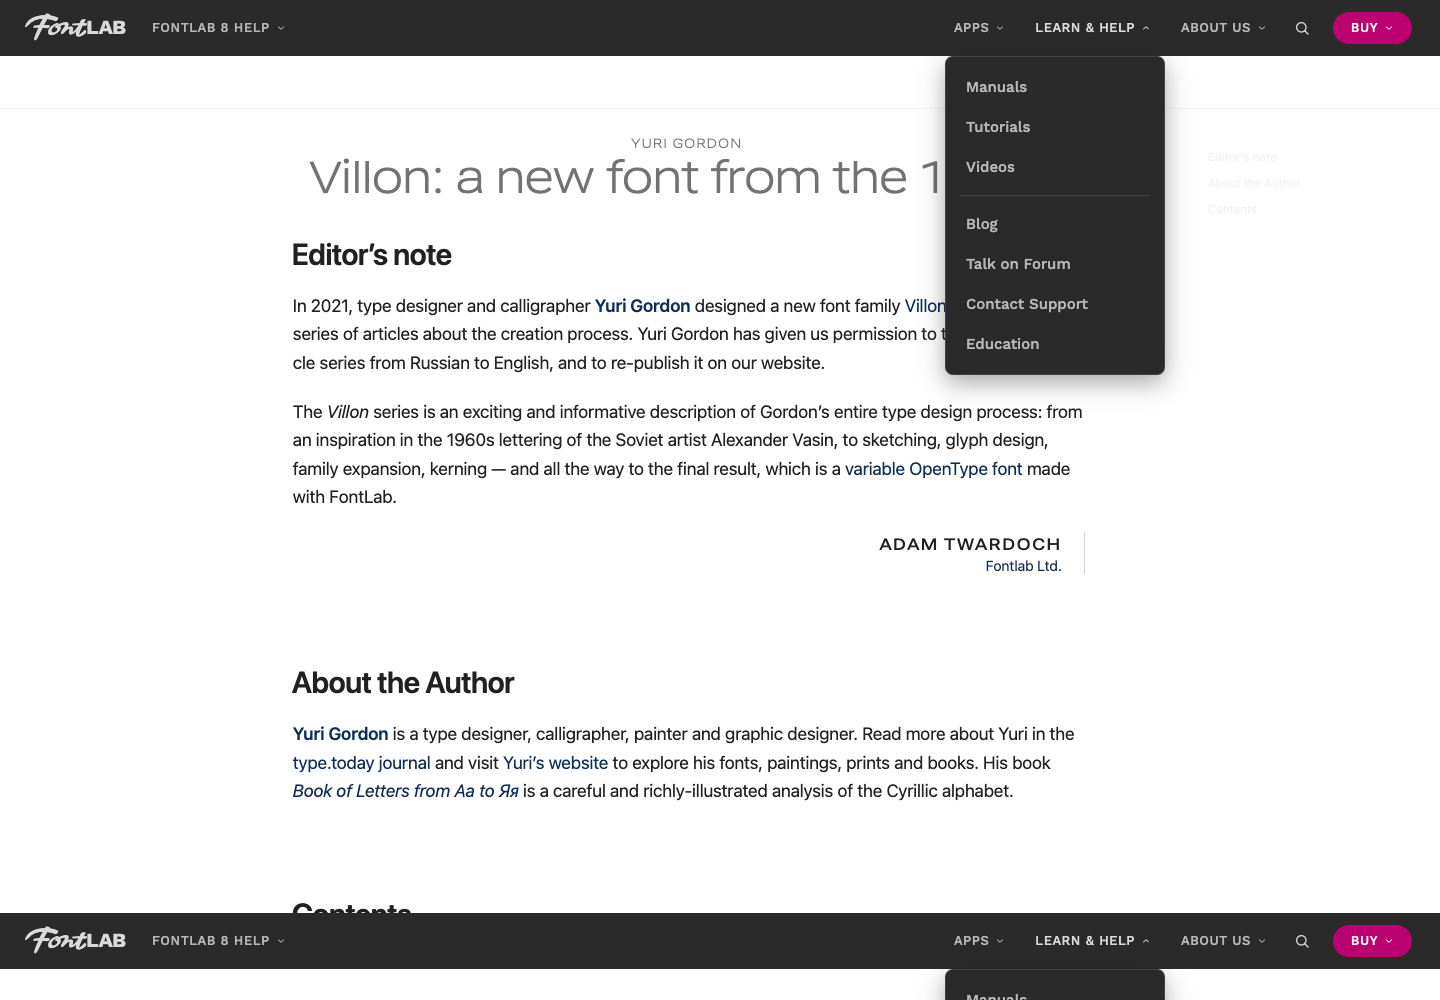 FontLAB
FONTLAB 8 HELP
APPS
LEARN & HELP
ABOUT US
BUY
Manuals
Tutorials
Videos
Blog
Talk on Forum
Contact Support
Education
YURI GORDON
Villon: a new font from the 1
Editor's note
About the Author
Contents
Editor’s note
In 2021, type designer and calligrapher Yuri Gordon designed a new font family Villon
series of articles about the creation process. Yuri Gordon has given us permission to
cle series from Russian to English, and to re-publish it on our website.
The Villon series is an exciting and informative description of Gordon’s entire type design process: from
an inspiration in the 1960s lettering of the Soviet artist Alexander Vasin, to sketching, glyph design,
family expansion, kerning — and all the way to the final result, which is a variable OpenType font made
with FontLab.
ADAM TWARDOCH
Fontlab Ltd.
About the Author
Yuri Gordon is a type designer, calligrapher, painter and graphic designer. Read more about Yuri in the
type.today journal and visit Yuri’s website to explore his fonts, paintings, prints and books. His book
Book of Letters from Aa to Яя is a careful and richly-illustrated analysis of the Cyrillic alphabet.
Contents
FontLAB
FONTLAB 8 HELP
APPS
LEARN & HELP
ABOUT US
BUY
Manuals